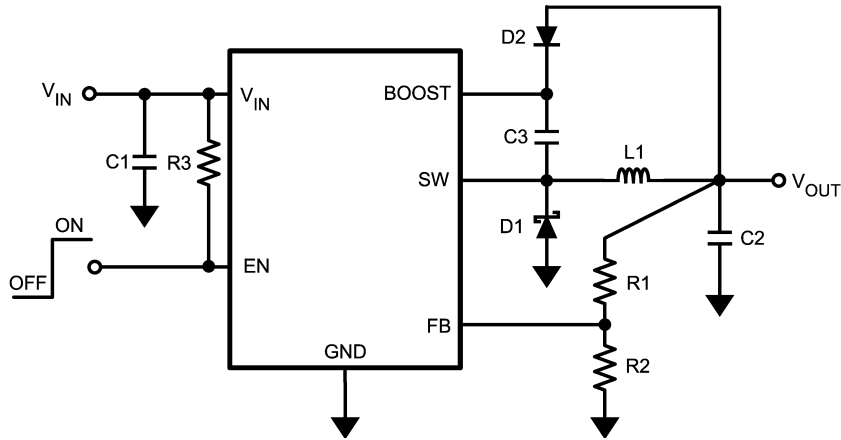 D2
V_IN
V_IN
BOOST
C1
R3
C3
L1
SW
V_OUT
D1
C2
ON
OFF
EN
R1
FB
GND
R2